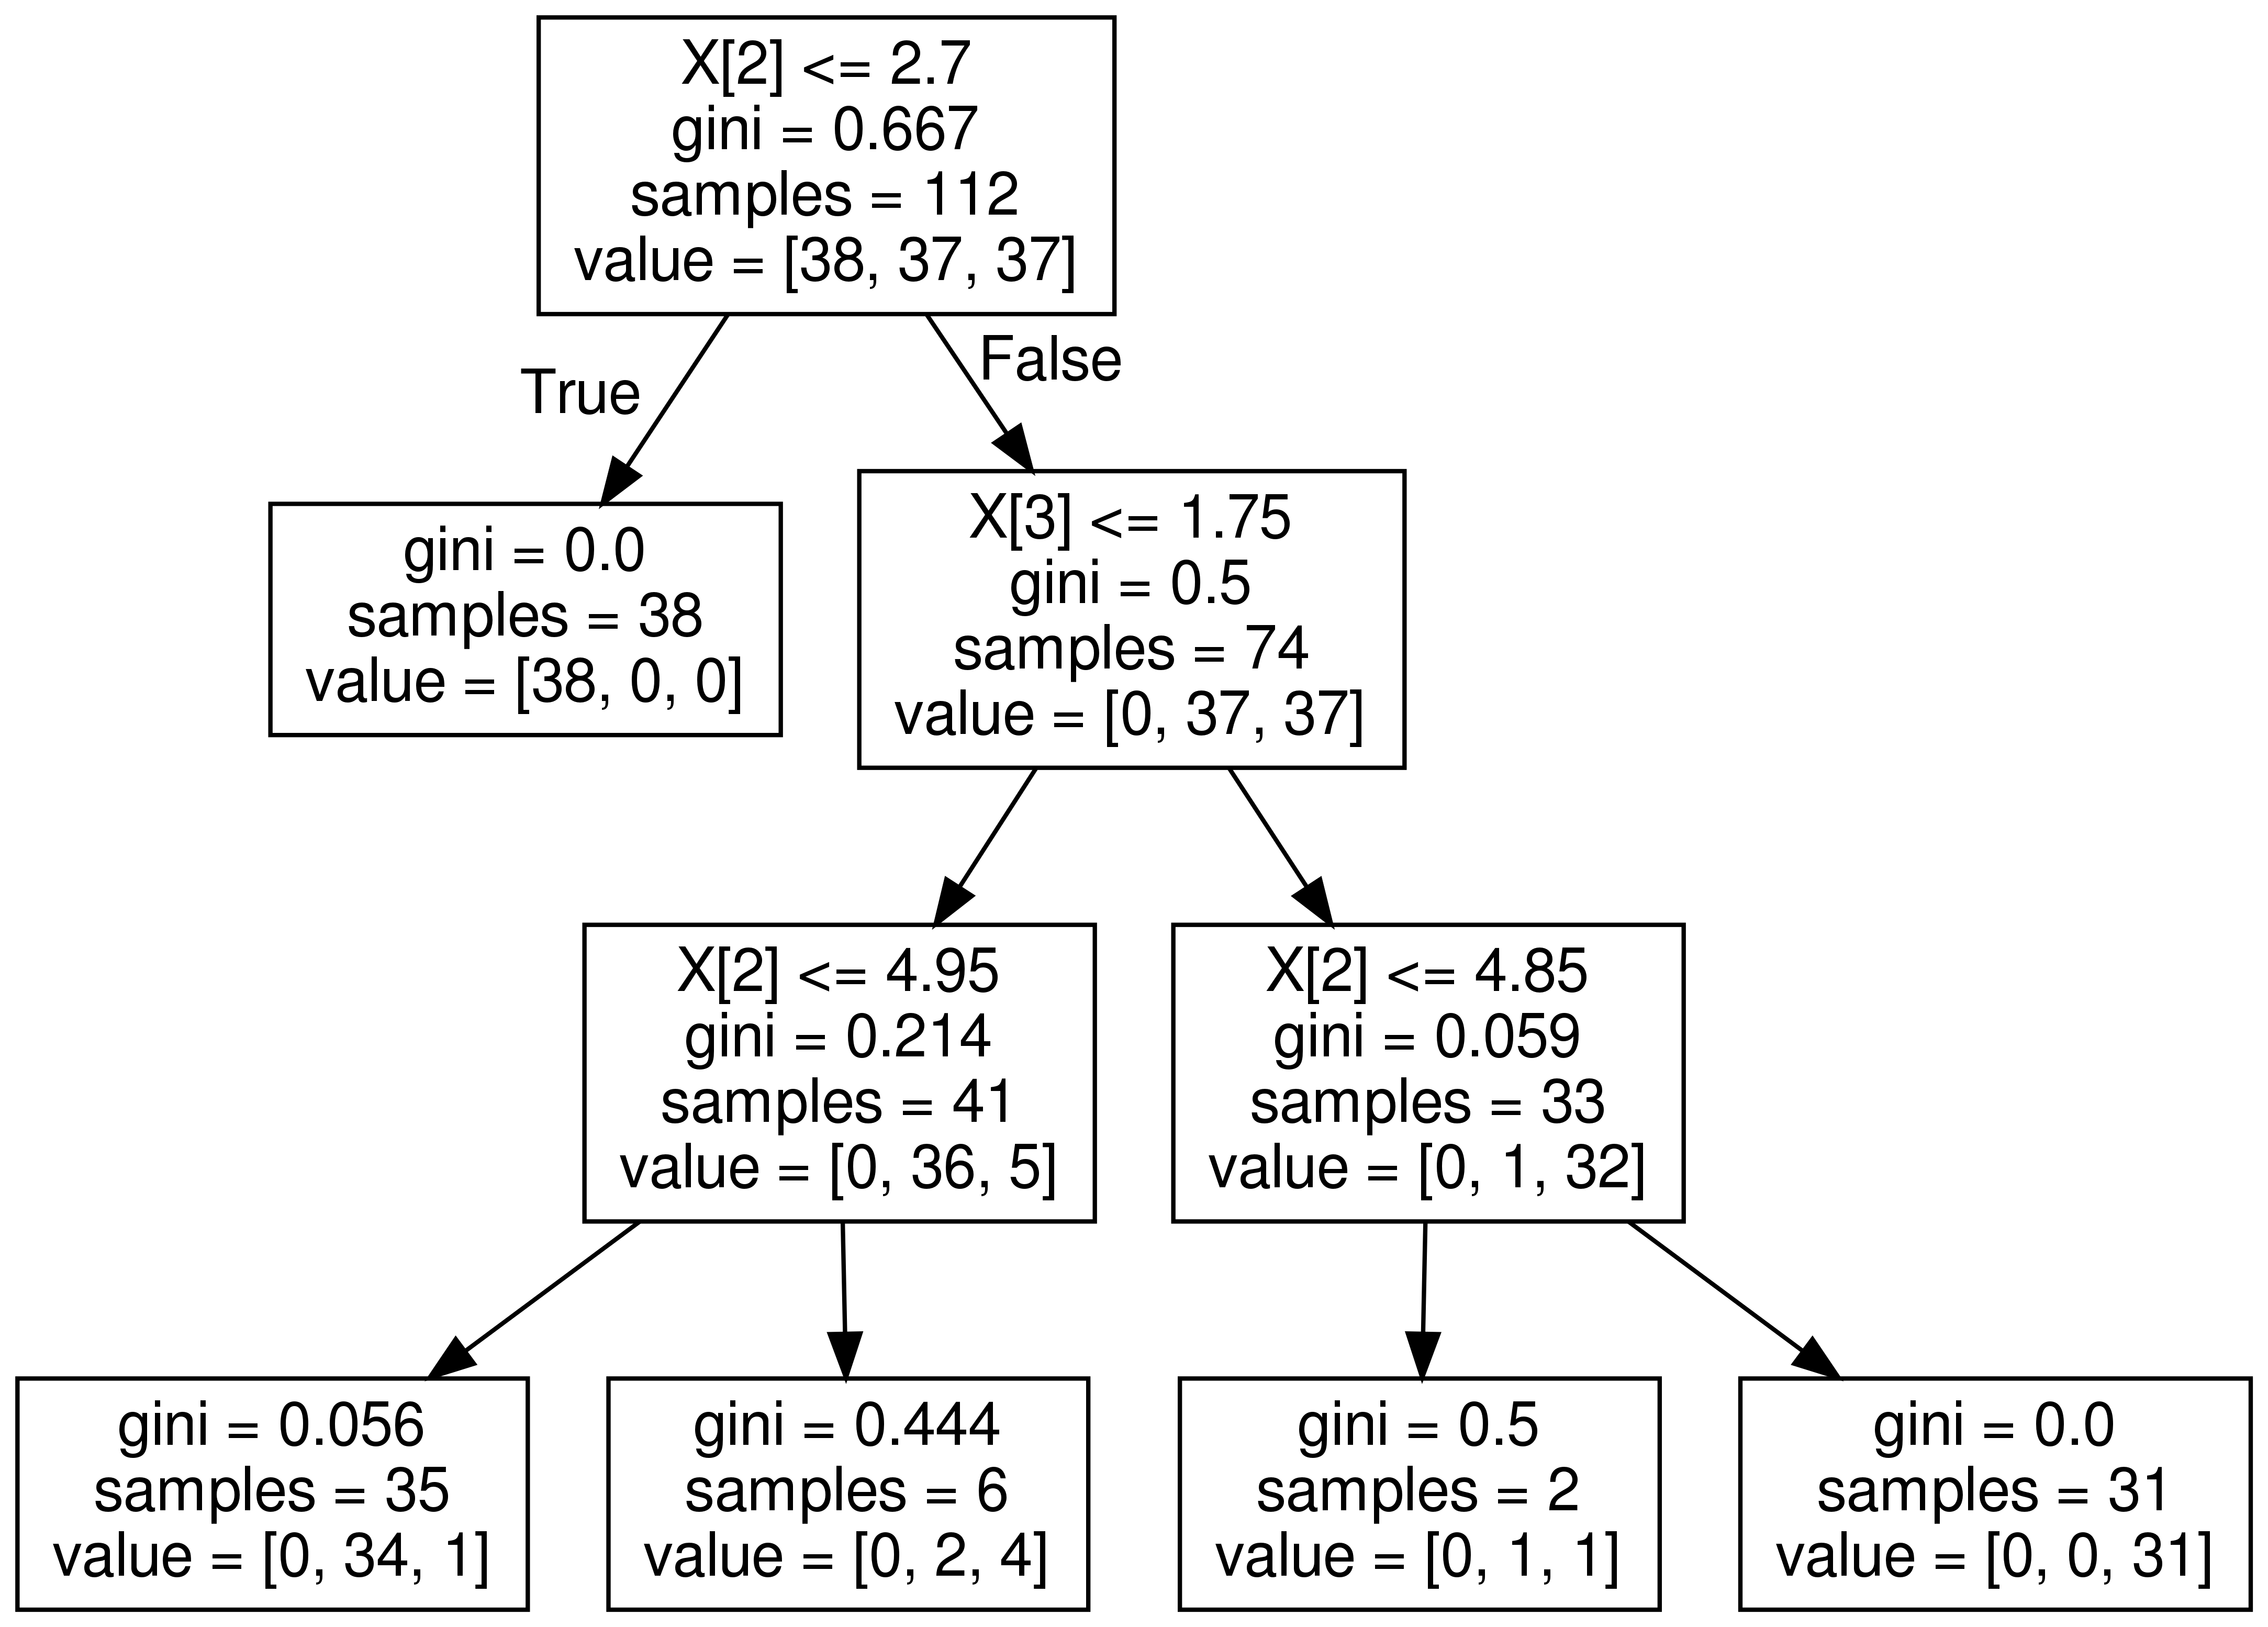 X[2] <= 2.7
gini = 0.667
samples = 112
value = [38, 37, 37]
True
False
gini = 0.0
samples = 38
value = [38, 0, 0]
X[3] <= 1.75
gini = 0.5
samples = 74
value = [0, 37, 37]
X[2] <= 4.95
gini = 0.214
samples = 41
value = [0, 36, 5]
X[2] <= 4.85
gini = 0.059
samples = 33
value = [0, 1, 32]
gini = 0.056
samples = 35
value = [0, 34, 1]
gini = 0.444
samples = 6
value = [0, 2, 4]
gini = 0.5
samples = 2
value = [0, 1, 1]
gini = 0.0
samples = 31
value = [0, 0, 31]